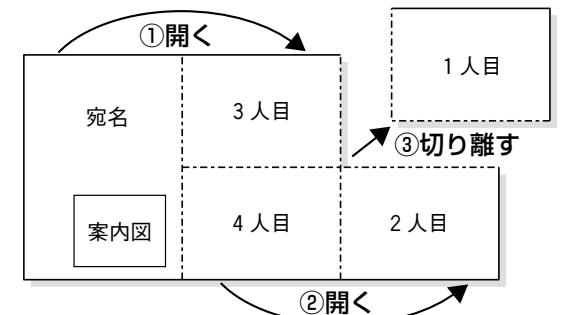 ①開く
1人目
宛名
3人目
③切り離す
案内図
4人目
2人目
②開く